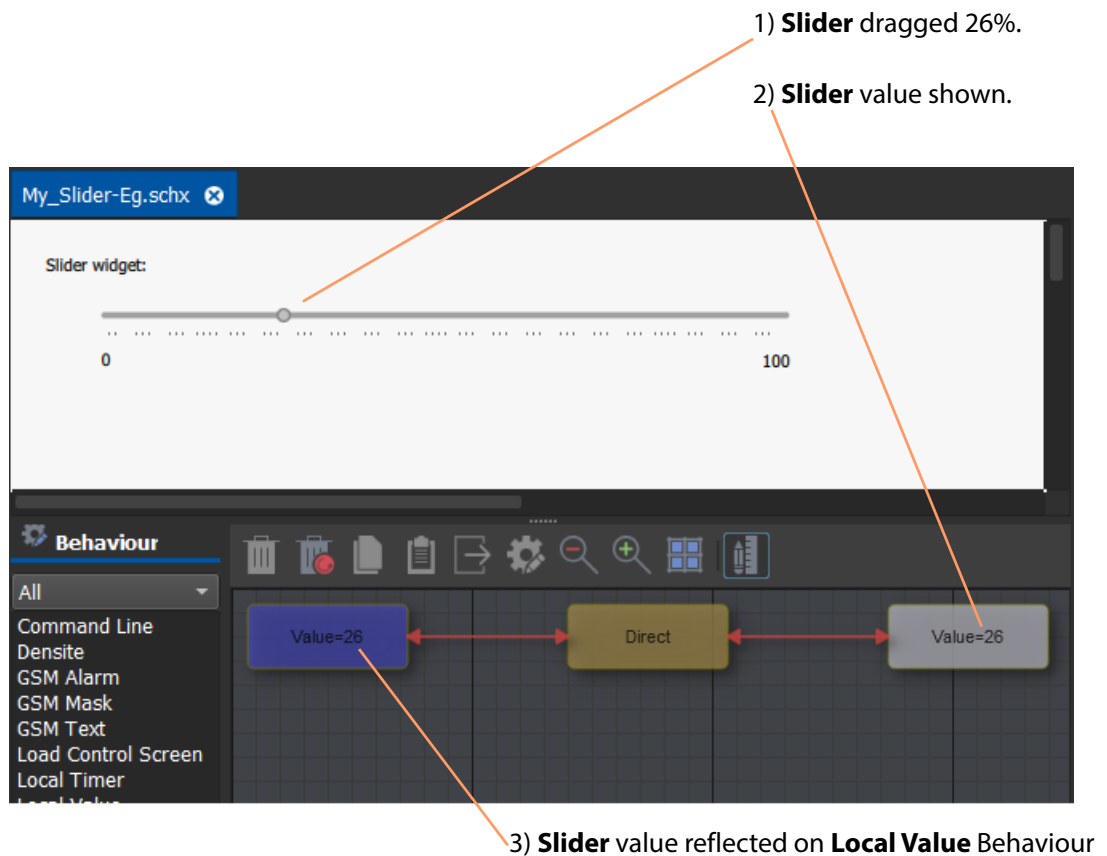 1) Slider dragged 26%.
2) Slider value shown.
My_Slider-Eg.schx
Slider widget:
0 100
Behaviour
All
Command Line
Densite
GSM Alarm
GSM Mask
GSM Text
Load Control Screen
Local Timer
Local Value
Value=26 Direct Value=26
3) Slider value reflected on Local Value Behaviour